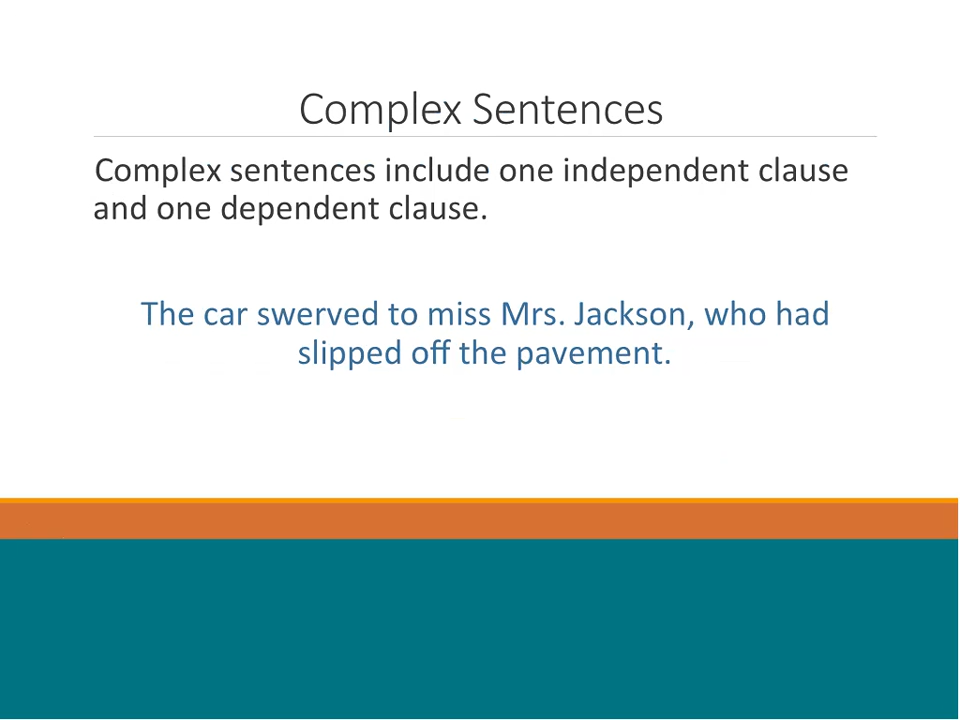 Complex Sentences
Complex sentences include one independent clause
and one dependent clause.
The car swerved to miss Mrs. Jackson, who had
slipped off the pavement.